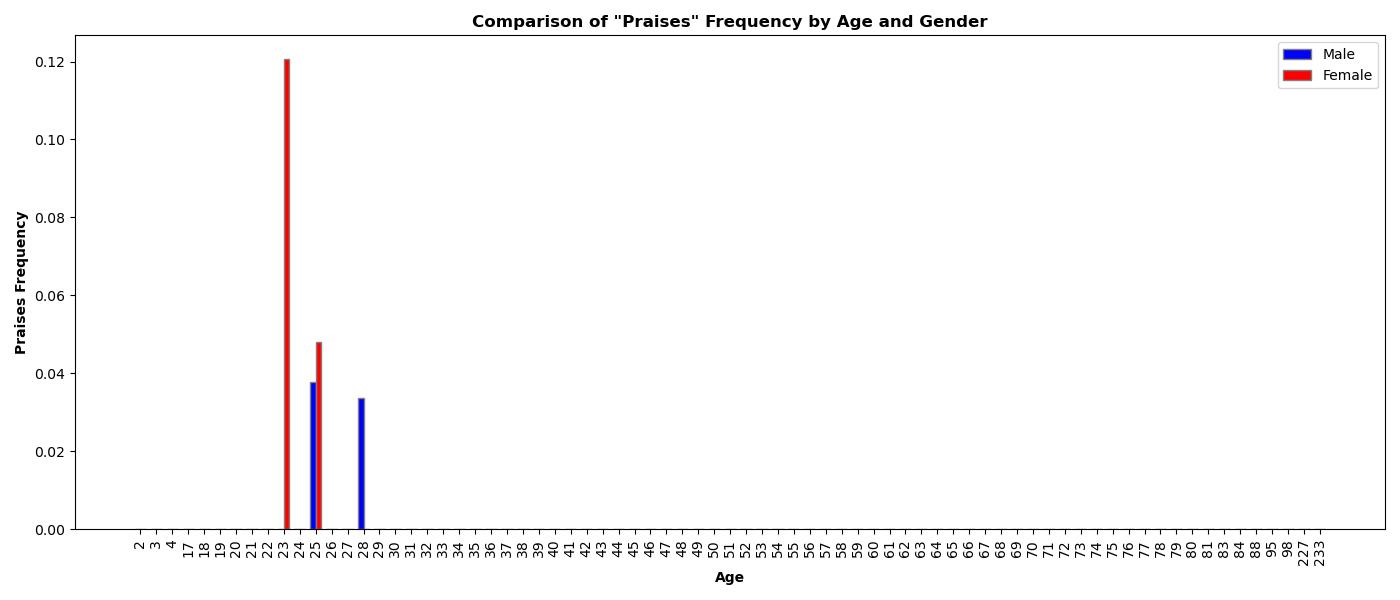 Comparison of "Praises" Frequency by Age and Gender
Male
Female
Praises Frequency
0.12
0.10
0.08
0.06
0.04
0.02
0.00
2 3 4 17 18 19 20 21 22 23 24 25 26 27 28 29 30 31 32 33 34 35 36 37 38 39 40 41 42 43 44 45 46 47 48 49 50 51 52 53 54 55 56 57 58 59 60 61 62 63 64 65 66 67 68 69 70 71 72 73 74 75 76 77 78 79 80 81 83 84 88 95 98 227 233
Age